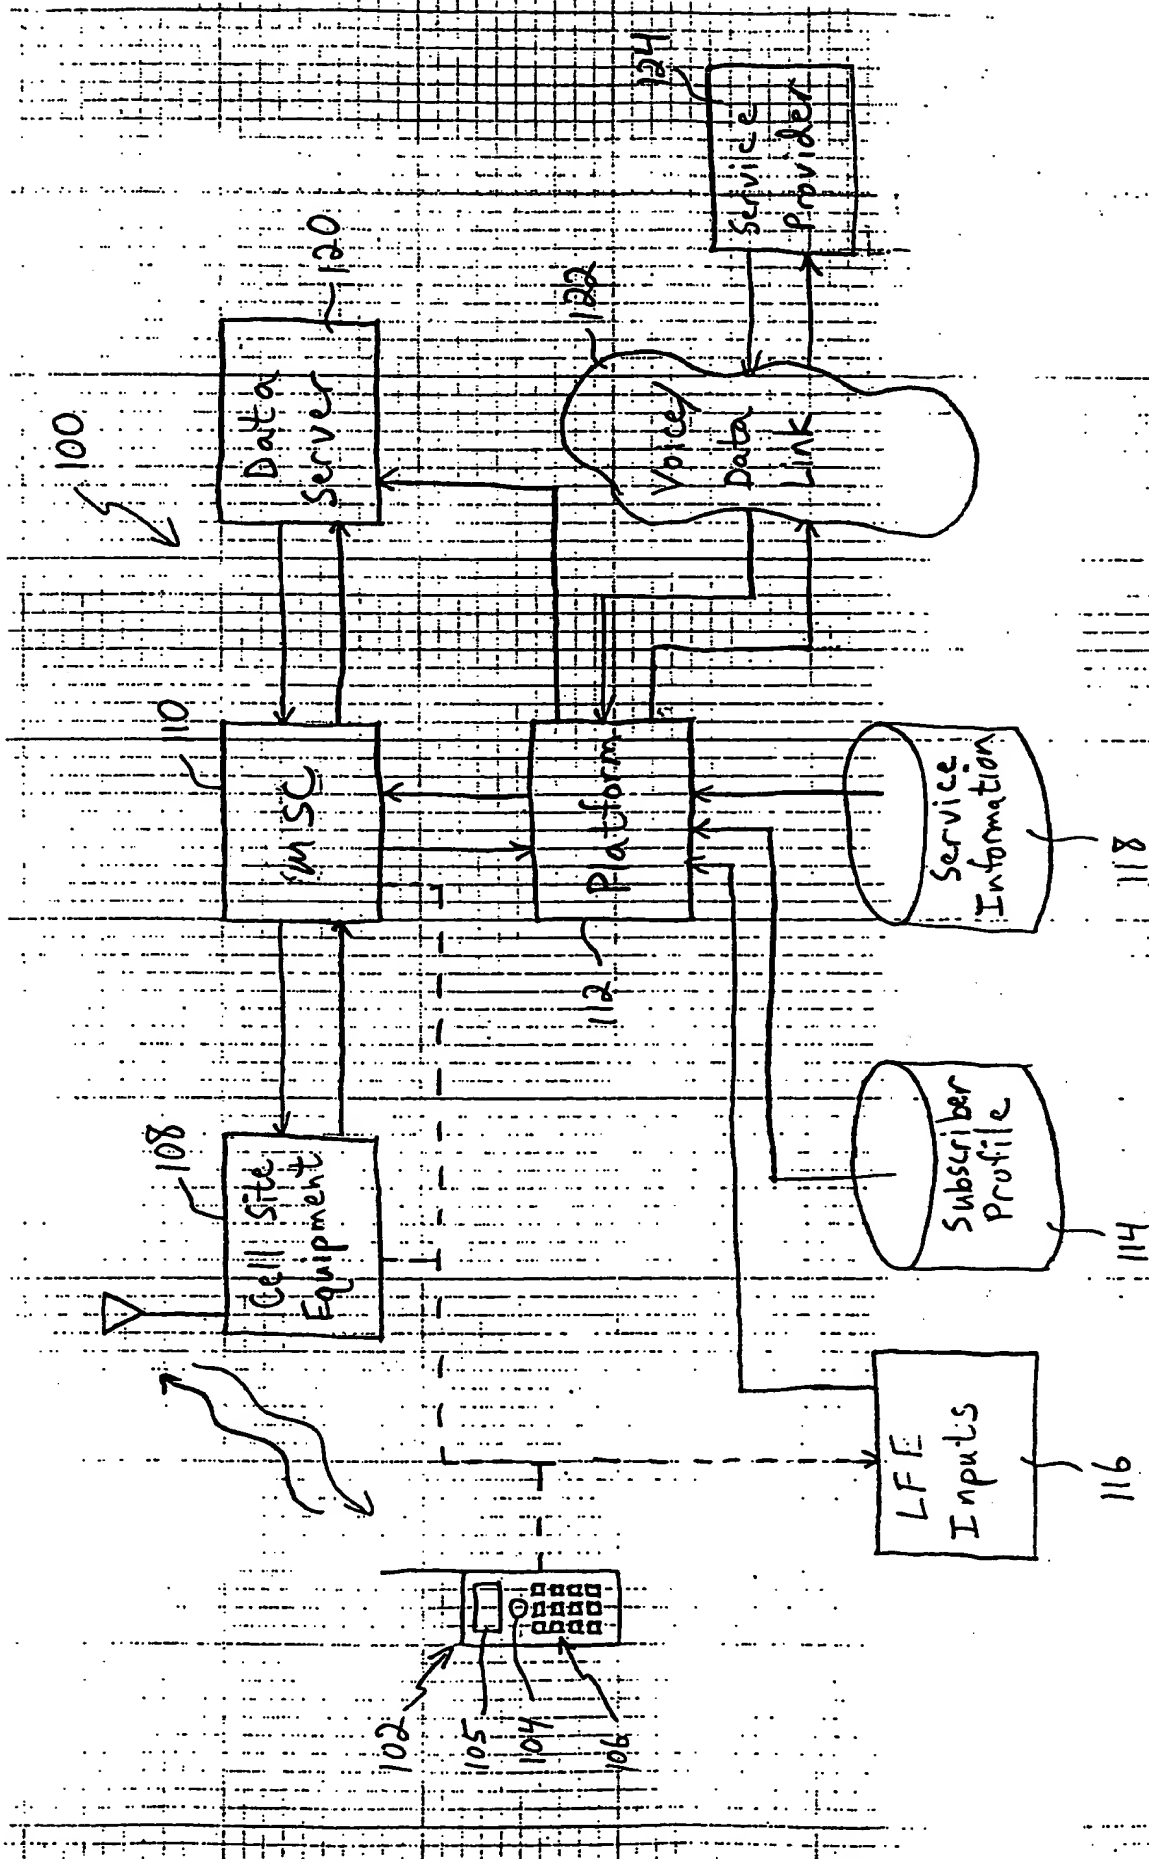 100
108
Cell Site
Equipment
110
MSC
Data
Server
120
102
105
104
106
112
Platform
122
Voice/
Data
Link
124
Service
Provider
LFE
Inputs
116
Subscriber
Profile
114
Service
Information
118